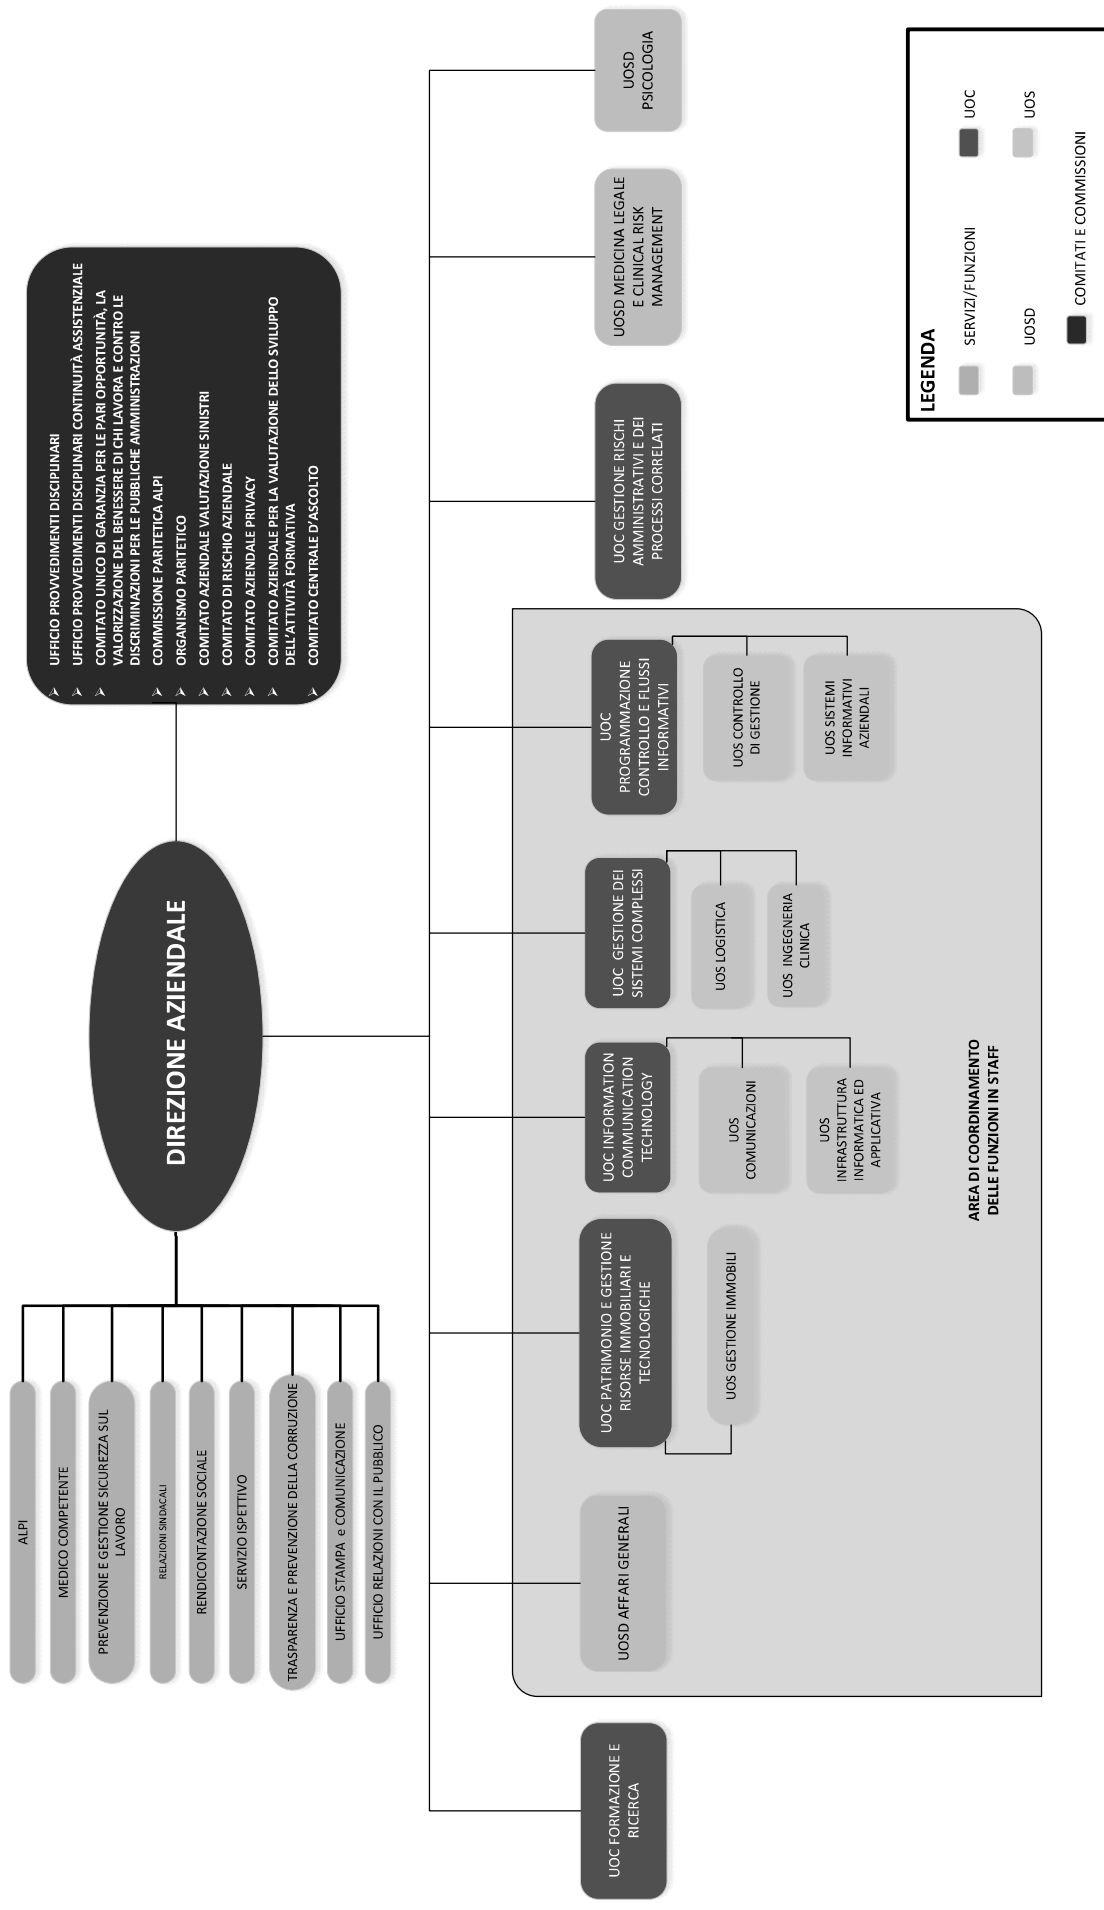 ALPI
MEDICO COMPETENTE
PREVENZIONE E GESTIONE SICUREZZA SUL
LAVORO
RELAZIONI SINDACALI
RENDICONTAZIONE SOCIALE
SERVIZIO ISPETTIVO
TRASPARENZA E PREVENZIONE DELLA CORRUZIONE
UFFICIO STAMPA e COMUNICAZIONE
UFFICIO RELAZIONI CON IL PUBBLICO
DIREZIONE AZIENDALE
UFFICIO PROVVEDIMENTI DISCIPLINARI
UFFICIO PROVVEDIMENTI DISCIPLINARI CONTINUITÀ ASSISTENZIALE
COMITATO UNICO DI GARANZIA PER LE PARI OPPORTUNITÀ, LA
VALORIZZAZIONE DEL BENESSERE DI CHI LAVORA E CONTRO LE
DISCRIMINAZIONI PER LE PUBBLICHE AMMINISTRAZIONI
COMMISSIONE PARITETICA ALPI
ORGANISMO PARITETICO
COMITATO AZIENDALE VALUTAZIONE SINISTRI
COMITATO DI RISCHIO AZIENDALE
COMITATO AZIENDALE PRIVACY
COMITATO AZIENDALE PER LA VALUTAZIONE DELLO SVILUPPO
DELL'ATTIVITÀ FORMATIVA
COMITATO CENTRALE D'ASCOLTO
UOC FORMAZIONE E
RICERCA
UOSD AFFARI GENERALI
UOC PATRIMONIO E GESTIONE
RISORSE IMMOBILIARI E
TECNOLOGICHE
UOS GESTIONE IMMOBILI
UOC INFORMATION
COMMUNICATION
TECHNOLOGY
UOS
COMUNICAZIONI
UOS
INFRASTRUTTURA
INFORMATICA ED
APPLICATIVA
UOC GESTIONE DEI
SISTEMI COMPLESSI
UOS LOGISTICA
UOS INGEGNERIA
CLINICA
UOC
PROGRAMMAZIONE
CONTROLLO E FLUSSI
INFORMATIVI
UOS CONTROLLO
DI GESTIONE
UOS SISTEMI
INFORMATIVI
AZIENDALI
AREA DI COORDINAMENTO
DELLE FUNZIONI IN STAFF
UOC GESTIONE RISCHI
AMMINISTRATIVI E DEI
PROCESSI CORRELATI
UOSD MEDICINA LEGALE
E CLINICAL RISK
MANAGEMENT
UOSD
PSICOLOGIA
LEGENDA
SERVIZI/FUNZIONI
UOC
UOSD
UOS
COMITATI E COMMISSIONI